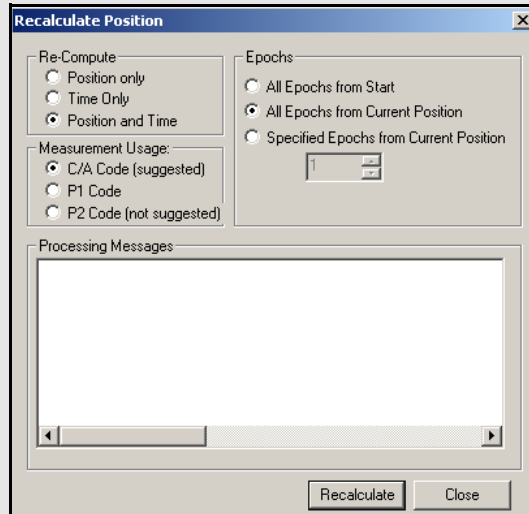 Recalculate Position
Re-Compute
Position only
Time Only
Position and Time
Measurement Usage:
C/A Code (suggested)
P1 Code
P2 Code (not suggested)
Epochs
All Epochs from Start
All Epochs from Current Position
Specified Epochs from Current Position
1
Processing Messages
Recalculate
Close